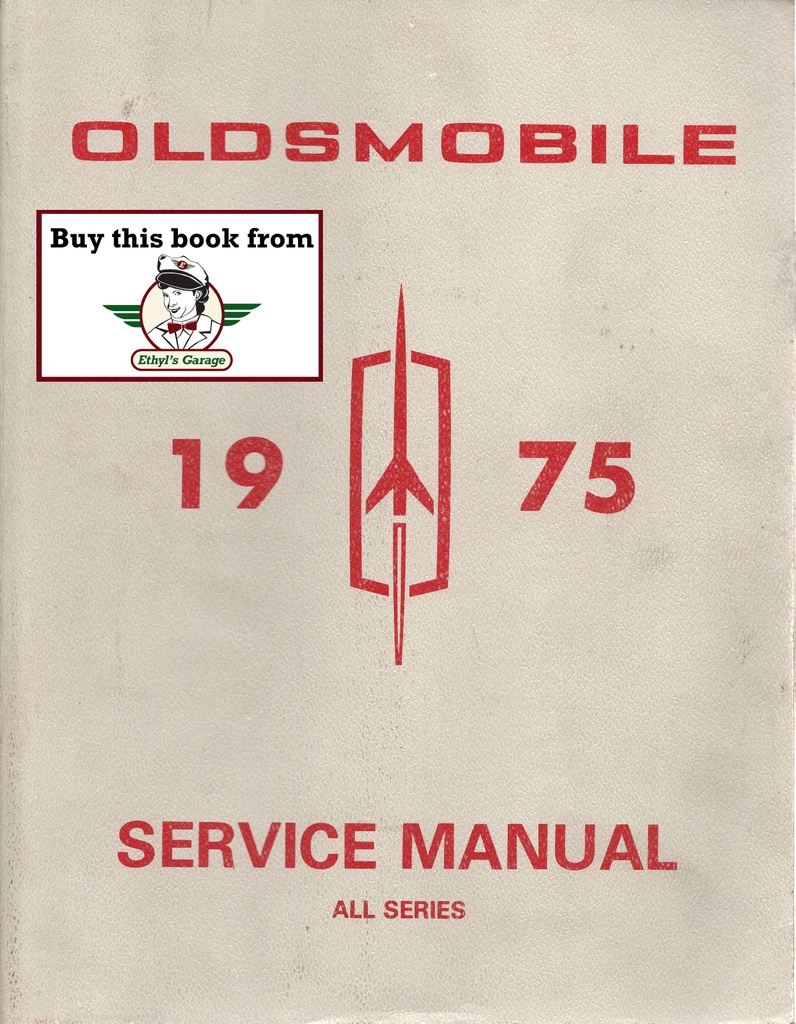 OLDSMOBILE
Buy this book from
E
Ethyl's Garage
19 75
SERVICE MANUAL
ALL SERIES